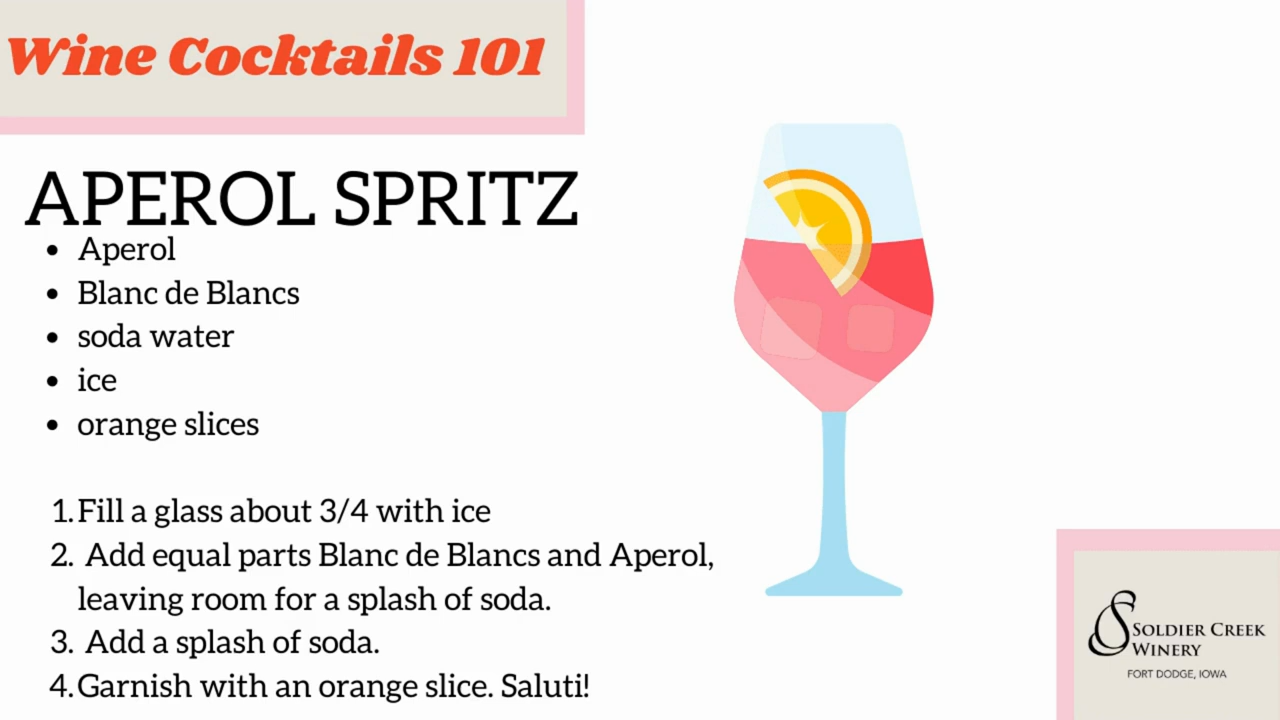 Wine Cocktails 101
APEROL SPRITZ
• Aperol
• Blanc de Blancs
• soda water
• ice
• orange slices
1. Fill a glass about 3/4 with ice
2. Add equal parts Blanc de Blancs and Aperol,
leaving room for a splash of soda.
3. Add a splash of soda.
4. Garnish with an orange slice. Saluti!
SOLDIER CREEK
WINERY
FORT DODGE, IOWA